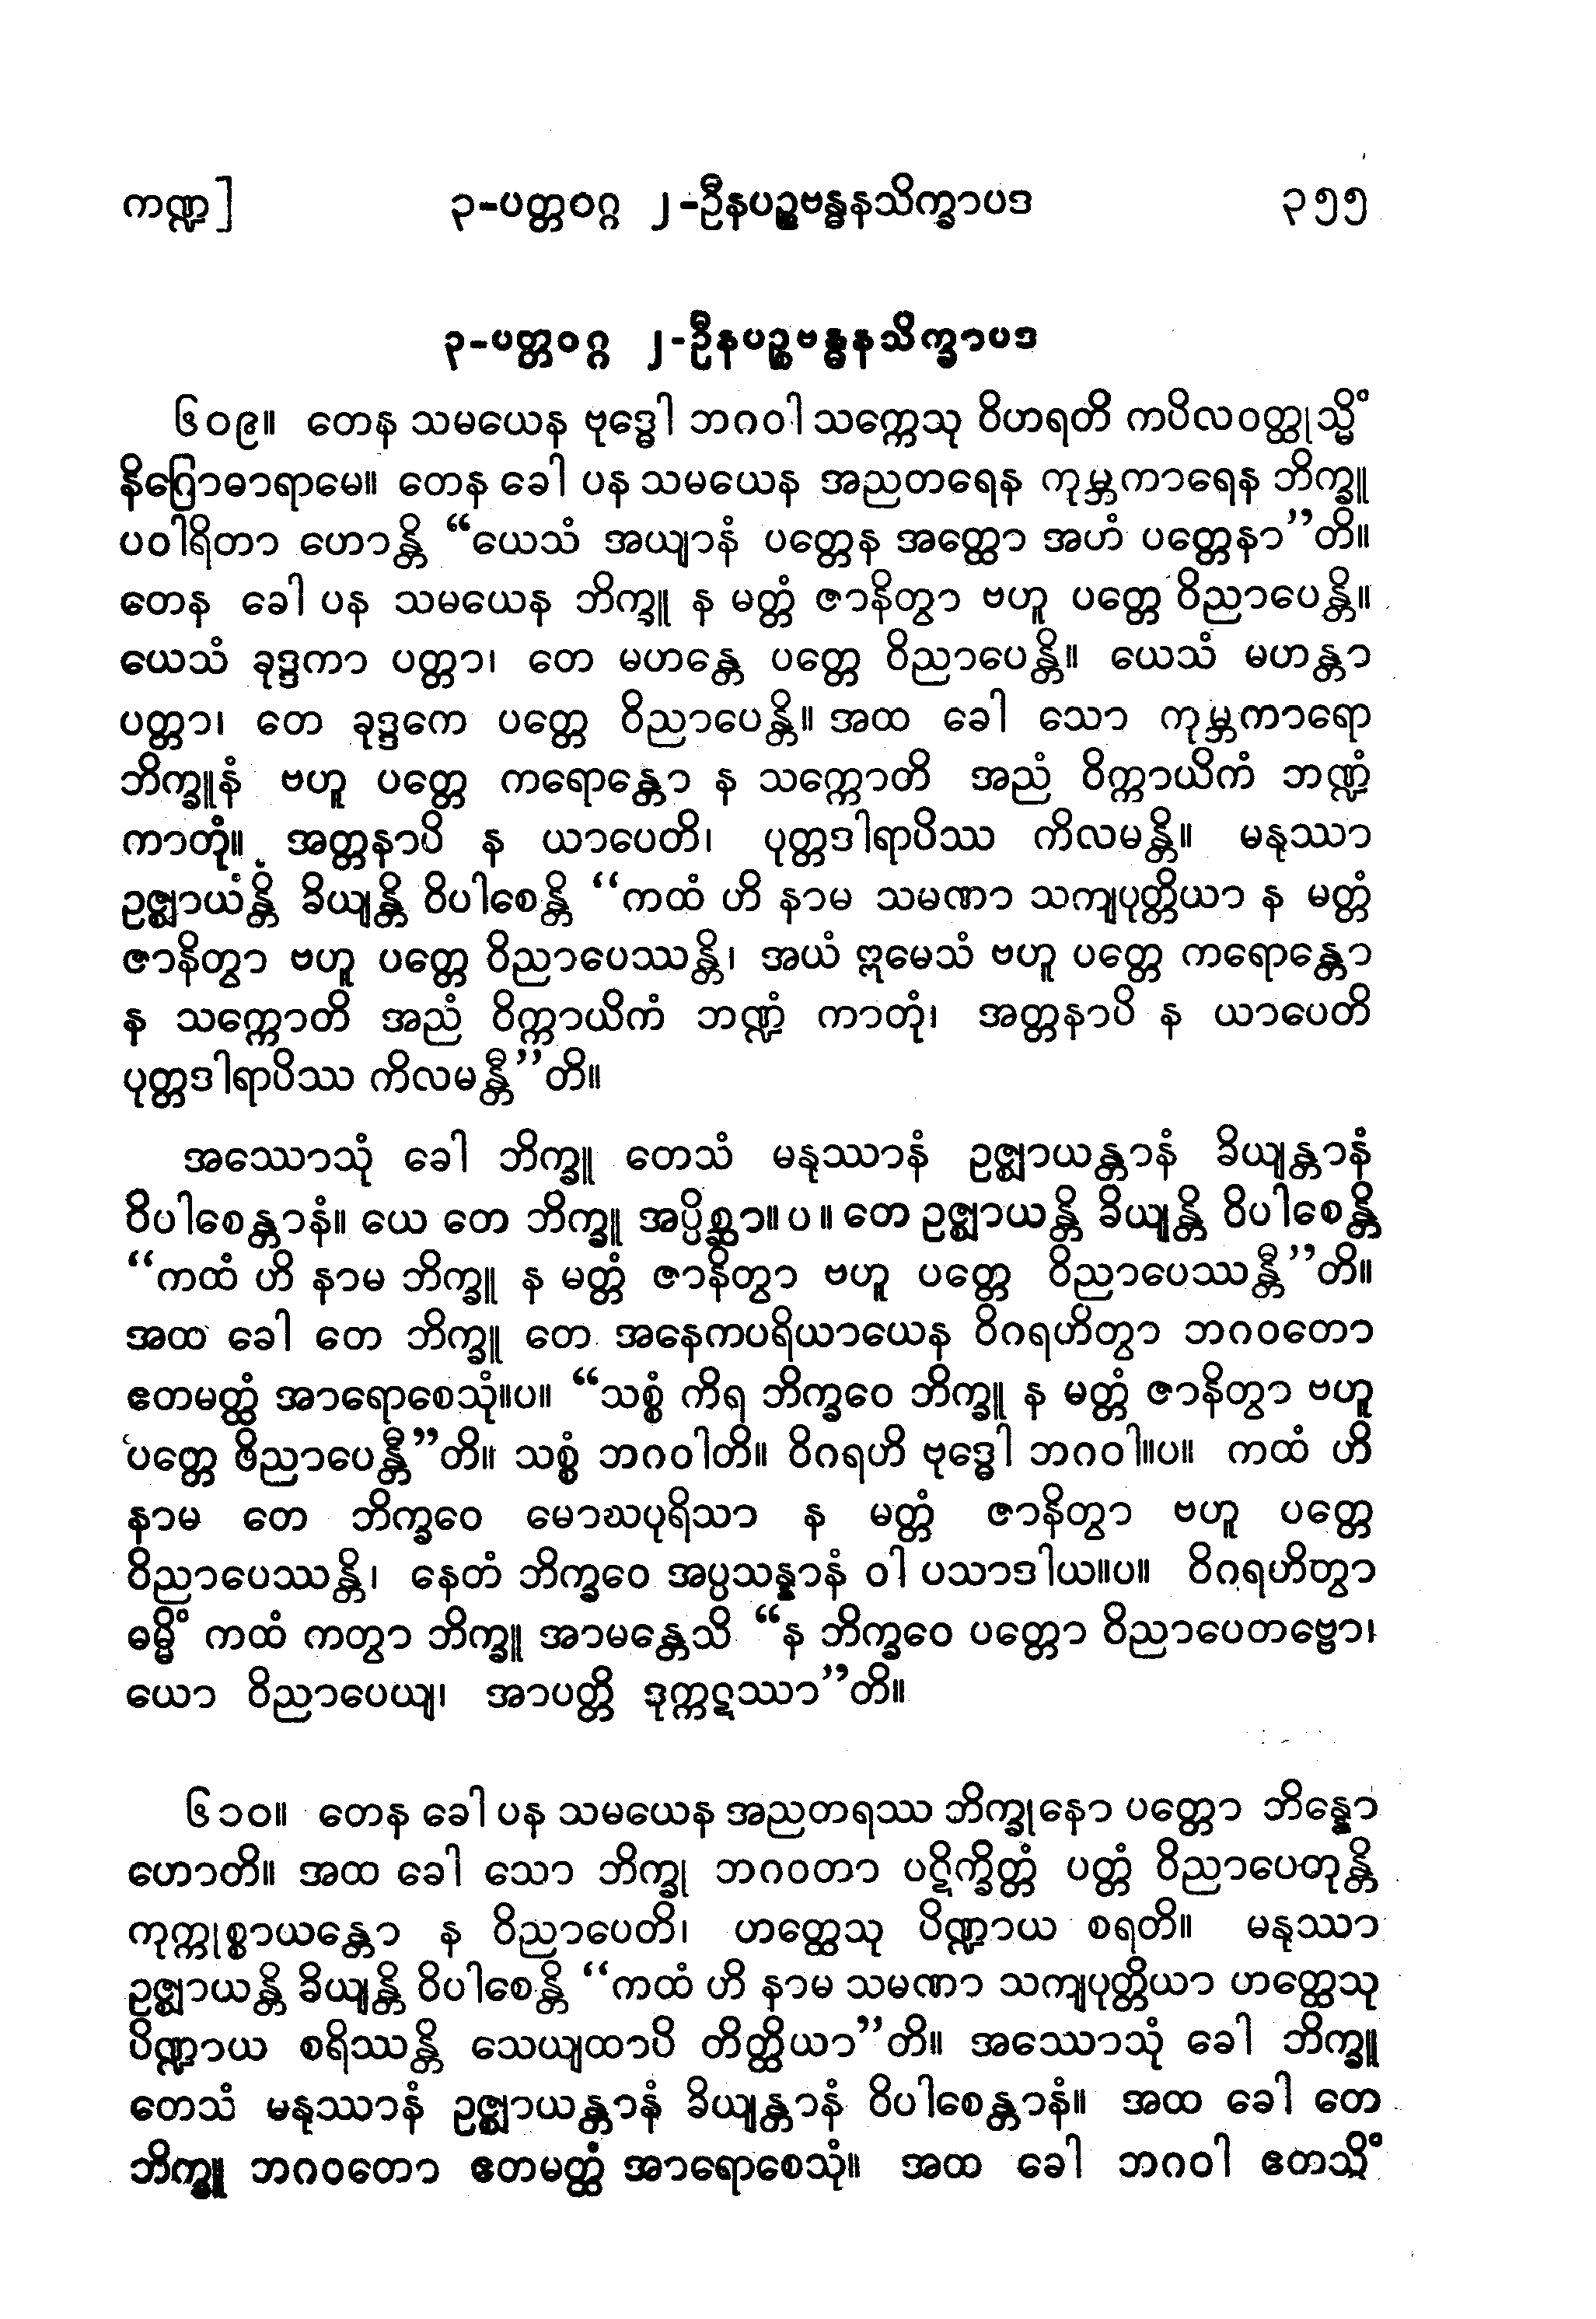 ကဏ္ဍ] ၃-ပတ္တဝဂ္ဂ ၂-ဦနပဉ္စဗန္ဓနသိက္ခာပဒ ၃၅၅
၃-ပတ္တဝဂ္ဂ ၂-ဦနပဉ္စဗန္ဓနသိက္ခာပဒ
၆၀၉။ တေန သမယေန ဗုဒ္ဓေါ ဘဂဝါ သက္ကေသု ဝိဟရတိ ကပိလဝတ္ထုသ္မိံ
နိဂြောဓာရာမေ။ တေန ခေါ ပန သမယေန အညတရေန ကုမ္ဘကာရေန ဘိက္ခူ
ပဝါရိတာ ဟောန္တိ “ယေသံ အယျာနံ ပတ္တေန အတ္ထော အဟံ ပတ္တေနာ”တိ။
တေန ခေါ ပန သမယေန ဘိက္ခူ န မတ္တံ ဇာနိတွာ ဗဟူ ပတ္တေ ဝိညာပေန္တိ။
ယေသံ ခုဒ္ဒကာ ပတ္တာ၊ တေ မဟန္တေ ပတ္တေ ဝိညာပေန္တိ။ ယေသံ မဟန္တာ
ပတ္တာ၊ တေ ခုဒ္ဒကေ ပတ္တေ ဝိညာပေန္တိ။ အထ ခေါ သော ကုမ္ဘကာရော
ဘိက္ခူနံ ဗဟူ ပတ္တေ ကရောန္တော န သက္ကောတိ အညံ ဝိက္ကာယိကံ ဘဏ္ဍံ
ကာတုံ။ အတ္တနာပိ န ယာပေတိ၊ ပုတ္တဒါရာပိဿ ကိလမန္တိ။ မနုဿာ
ဥဇ္ဈာယန္တိ ခိယျန္တိ ဝိပါစေန္တိ “ကထံ ဟိ နာမ သမဏာ သကျပုတ္တိယာ န မတ္တံ
ဇာနိတွာ ဗဟူ ပတ္တေ ဝိညာပေဿန္တိ၊ အယံ ဣမေသံ ဗဟူ ပတ္တေ ကရောန္တော
န သက္ကောတိ အညံ ဝိက္ကာယိကံ ဘဏ္ဍံ ကာတုံ၊ အတ္တနာပိ န ယာပေတိ
ပုတ္တဒါရာပိဿ ကိလမန္တီ”တိ။
အဿောသုံ ခေါ ဘိက္ခူ တေသံ မနုဿာနံ ဥဇ္ဈာယန္တာနံ ခိယျန္တာနံ
ဝိပါစေန္တာနံ။ ယေ တေ ဘိက္ခူ အပ္ပိစ္ဆာ။ပ။ တေ ဥဇ္ဈာယန္တိ ခိယျန္တိ ဝိပါစေန္တိ
“ကထံ ဟိ နာမ ဘိက္ခူ န မတ္တံ ဇာနိတွာ ဗဟူ ပတ္တေ ဝိညာပေဿန္တီ”တိ။
အထ ခေါ တေ ဘိက္ခူ တေ အနေကပရိယာယေန ဝိဂရဟိတွာ ဘဂဝတော
ဧတမတ္ထံ အာရောစေသုံ။ပ။ “သစ္စံ ကိရ ဘိက္ခဝေ ဘိက္ခူ န မတ္တံ ဇာနိတွာ ဗဟူ
ပတ္တေ ဝိညာပေန္တီ”တိ။ သစ္စံ ဘဂဝါတိ။ ဝိဂရဟိ ဗုဒ္ဓေါ ဘဂဝါ။ပ။ ကထံ ဟိ
နာမ တေ ဘိက္ခဝေ မောဃပုရိသာ န မတ္တံ ဇာနိတွာ ဗဟူ ပတ္တေ
ဝိညာပေဿန္တိ၊ နေတံ ဘိက္ခဝေ အပ္ပသန္နာနံ ဝါ ပသာဒါယ။ပ။ ဝိဂရဟိတွာ
ဓမ္မိံ ကထံ ကတွာ ဘိက္ခူ အာမန္တေသိ “န ဘိက္ခဝေ ပတ္တော ဝိညာပေတဗ္ဗော၊
ယော ဝိညာပေယျ၊ အာပတ္တိ ဒုက္ကဋဿာ”တိ။
၆၁၀။ တေန ခေါ ပန သမယေန အညတရဿ ဘိက္ခုနော ပတ္တော ဘိန္နော
ဟောတိ။ အထ ခေါ သော ဘိက္ခု ဘဂဝတာ ပဋိက္ခိတ္တံ ပတ္တံ ဝိညာပေတုန္တိ
ကုက္ကုစ္စာယန္တော န ဝိညာပေတိ၊ ဟတ္ထေသု ပိဏ္ဍာယ စရတိ။ မနုဿာ
ဥဇ္ဈာယန္တိ ခိယျန္တိ ဝိပါစေန္တိ “ကထံ ဟိ နာမ သမဏာ သကျပုတ္တိယာ ဟတ္ထေသု
ပိဏ္ဍာယ စရိဿန္တိ သေယျထာပိ တိတ္ထိယာ”တိ။ အဿောသုံ ခေါ ဘိက္ခူ
တေသံ မနုဿာနံ ဥဇ္ဈာယန္တာနံ ခိယျန္တာနံ ဝိပါစေန္တာနံ။ အထ ခေါ တေ
ဘိက္ခူ ဘဂဝတော ဧတမတ္ထံ အာရောစေသုံ။ အထ ခေါ ဘဂဝါ ဧတသ္မိံ